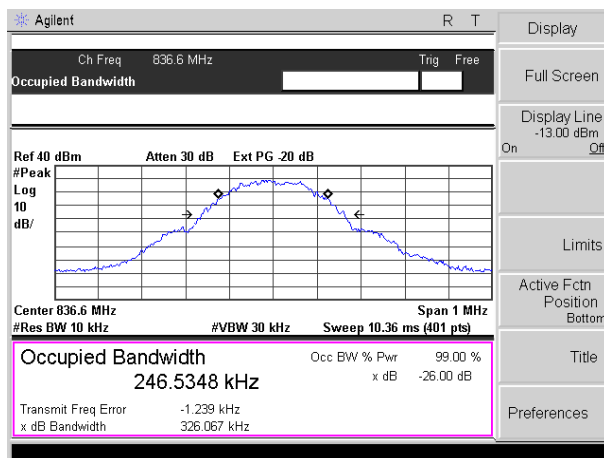 Agilent R T
Ch Freq 836.6 MHz Trig Free
Occupied Bandwidth
Ref 40 dBm Atten 30 dB Ext PG -20 dB
#Peak
Log
10
dB/
Center 836.6 MHz Span 1 MHz
#Res BW 10 kHz #VBW 30 kHz Sweep 10.36 ms (401 pts)
Occupied Bandwidth
246.5348 kHz
Occ BW % Pwr 99.00 %
x dB -26.00 dB
Transmit Freq Error -1.239 kHz
x dB Bandwidth 326.067 kHz
Display
Full Screen
Display Line
-13.00 dBm
On Off
Limits
Active Fctn
Position
Bottom
Title
Preferences